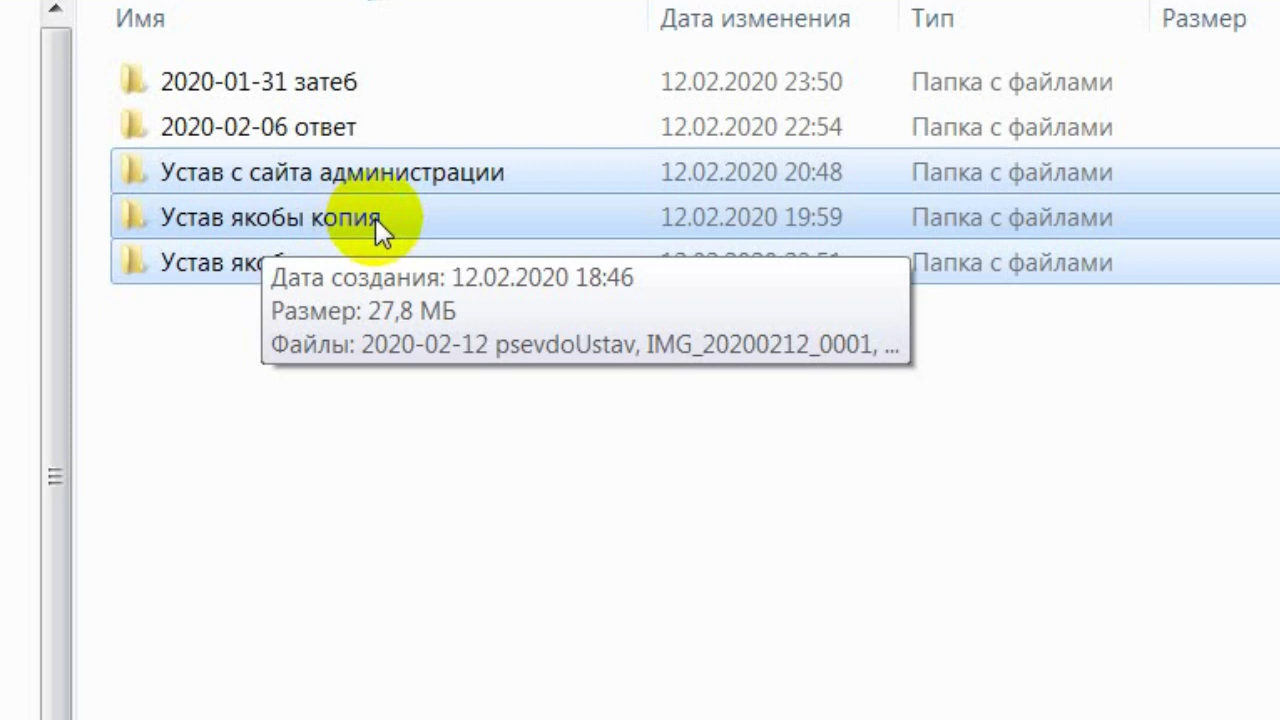 Имя Дата изменения Тип Размер
2020-01-31 затеб 12.02.2020 23:50 Папка с файлами
2020-02-06 ответ 12.02.2020 22:54 Папка с файлами
Устав с сайта администрации 12.02.2020 20:48 Папка с файлами
Устав якобы копия 12.02.2020 19:59 Папка с файлами
Устав Папка с файлами
Дата создания: 12.02.2020 18:46
Размер: 27,8 МБ
Файлы: 2020-02-12 psevdoUstav, IMG_20200212_0001, ...